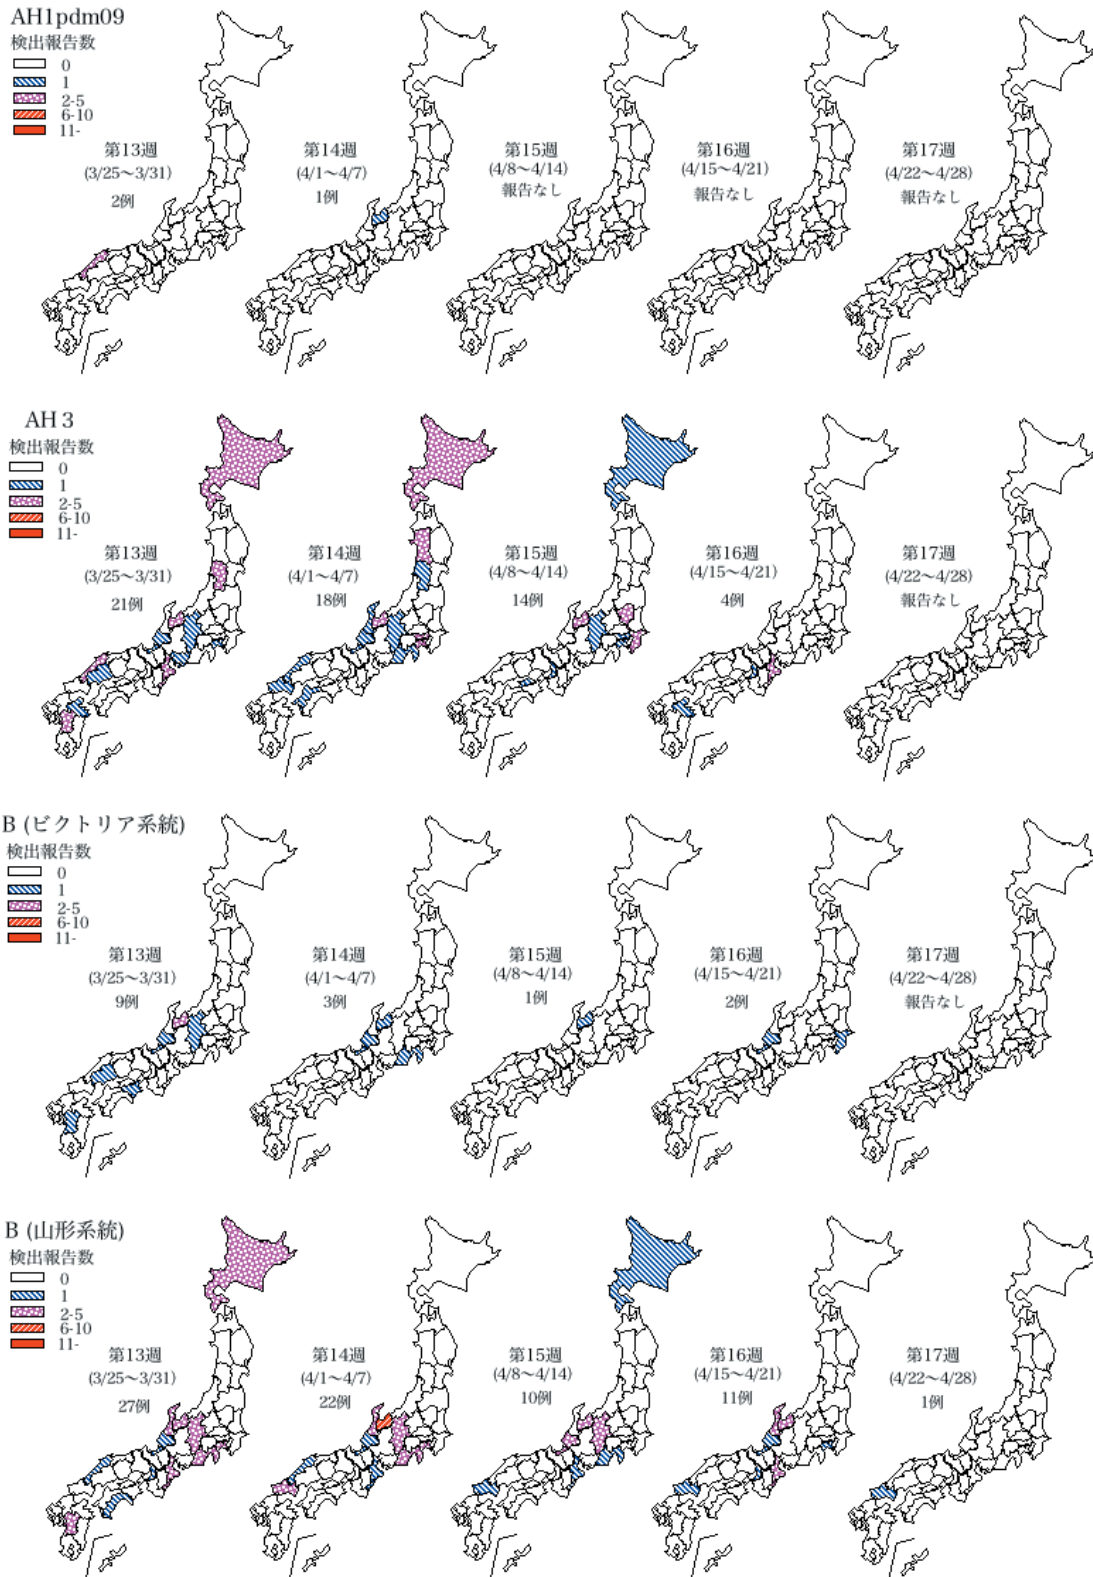 AH1pdm09
検出報告数
0
1
2-5
6-10
11-
第13週
(3/25～3/31)
2例
第14週
(4/1～4/7)
1例
第15週
(4/8～4/14)
報告なし
第16週
(4/15～4/21)
報告なし
第17週
(4/22～4/28)
報告なし
AH 3
検出報告数
0
1
2-5
6-10
11-
第13週
(3/25～3/31)
21例
第14週
(4/1～4/7)
18例
第15週
(4/8～4/14)
14例
第16週
(4/15～4/21)
4例
第17週
(4/22～4/28)
報告なし
B (ビクトリア系統)
検出報告数
0
1
2-5
6-10
11-
第13週
(3/25～3/31)
9例
第14週
(4/1～4/7)
3例
第15週
(4/8～4/14)
1例
第16週
(4/15～4/21)
2例
第17週
(4/22～4/28)
報告なし
B (山形系統)
検出報告数
0
1
2-5
6-10
11-
第13週
(3/25～3/31)
27例
第14週
(4/1～4/7)
22例
第15週
(4/8～4/14)
10例
第16週
(4/15～4/21)
11例
第17週
(4/22～4/28)
1例